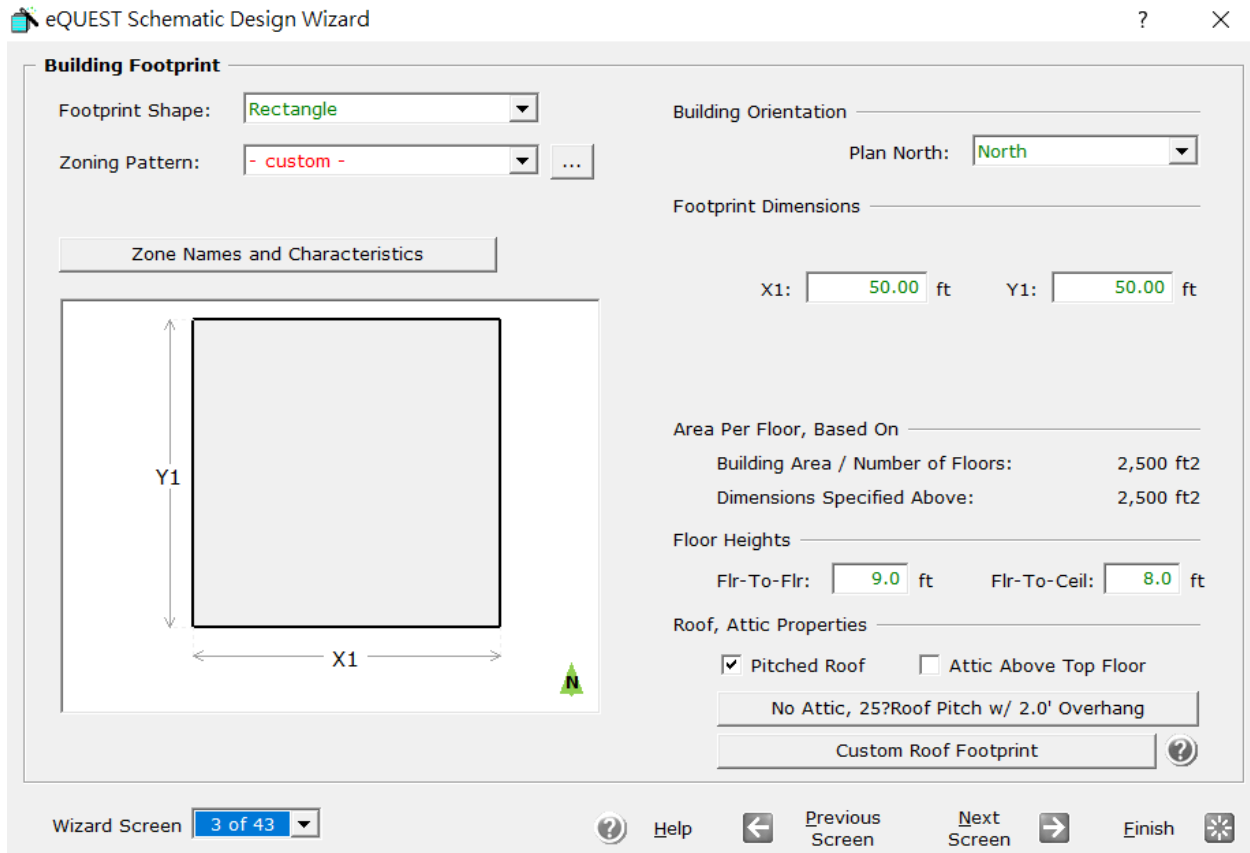 eQUEST Schematic Design Wizard
?
Building Footprint
Footprint Shape: Rectangle
Zoning Pattern: - custom - ...
Zone Names and Characteristics
Y1
X1
N
Building Orientation
Plan North: North
Footprint Dimensions
X1: 50.00 ft Y1: 50.00 ft
Area Per Floor, Based On
Building Area / Number of Floors: 2,500 ft2
Dimensions Specified Above: 2,500 ft2
Floor Heights
Flr-To-Flr: 9.0 ft Flr-To-Ceil: 8.0 ft
Roof, Attic Properties
Pitched Roof Attic Above Top Floor
No Attic, 25?Roof Pitch w/ 2.0' Overhang
Custom Roof Footprint ?
Wizard Screen 3 of 43
? Help
Previous
Screen
Next
Screen
Finish